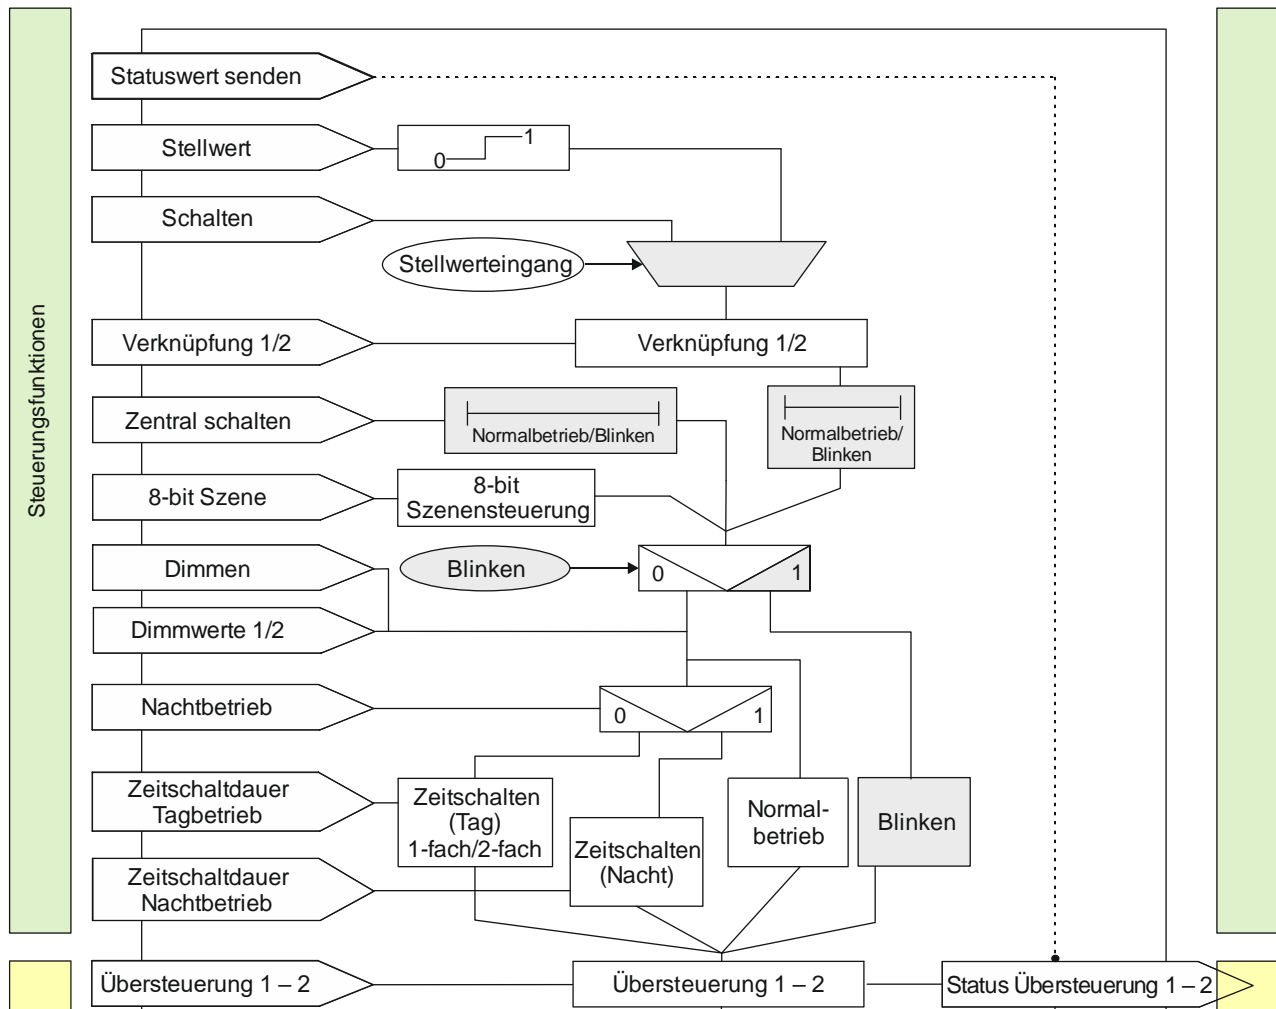 Steuerungsfunktionen
Statuswert senden
Stellwert
0
1
Schalten
Stellwerteingang
Verknüpfung 1/2
Verknüpfung 1/2
Zentral schalten
Normalbetrieb/Blinken
Normalbetrieb/
Blinken
8-bit Szene
8-bit
Szenensteuerung
Dimmen
Blinken
0
1
Dimmwerte 1/2
Nachtbetrieb
0
1
Zeitschaltdauer
Tagbetrieb
Zeitschalten
(Tag)
1-fach/2-fach
Zeitschalten
(Nacht)
Normal-
betrieb
Blinken
Zeitschaltdauer
Nachtbetrieb
Übersteuerung 1 – 2
Übersteuerung 1 – 2
Status Übersteuerung 1 – 2